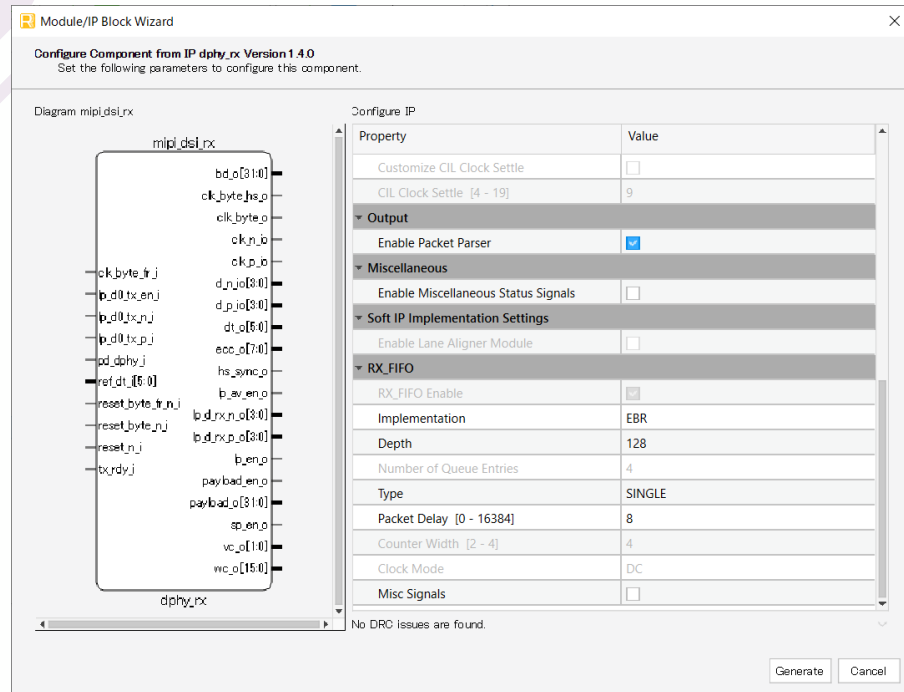 Module/IP Block Wizard
Configure Component from IP dphy_rx Version 1.4.0
Set the following parameters to configure this component.
Diagram mipi_dsi_rx
mipi_dsi_rx
clk_byte_fr_i
lp_d0_tx_en_i
lp_d0_tx_n_i
lp_d0_tx_p_i
pd_dphy_i
ref_dt_i[5:0]
reset_byte_fr_n_i
reset_byte_n_i
reset_n_i
tx_rdy_i
bd_o[31:0]
clk_byte_hs_o
clk_byte_o
clk_n_io
clk_p_io
d_n_io[3:0]
d_p_io[3:0]
dt_o[5:0]
ecc_o[7:0]
hs_sync_o
lp_av_en_o
lp_d_rx_n_o[3:0]
lp_d_rx_p_o[3:0]
lp_en_o
payload_en_o
payload_o[31:0]
sp_en_o
vc_o[1:0]
wc_o[15:0]
dphy_rx
Configure IP
Property Value
Customize CIL Clock Settle
CIL Clock Settle [4 - 19] 9
Output
Enable Packet Parser
Miscellaneous
Enable Miscellaneous Status Signals
Soft IP Implementation Settings
Enable Lane Aligner Module
RX_FIFO
RX_FIFO Enable
Implementation EBR
Depth 128
Number of Queue Entries 4
Type SINGLE
Packet Delay [0 - 16384] 8
Counter Width [2 - 4] 4
Clock Mode DC
Misc Signals
No DRC issues are found.
Generate Cancel